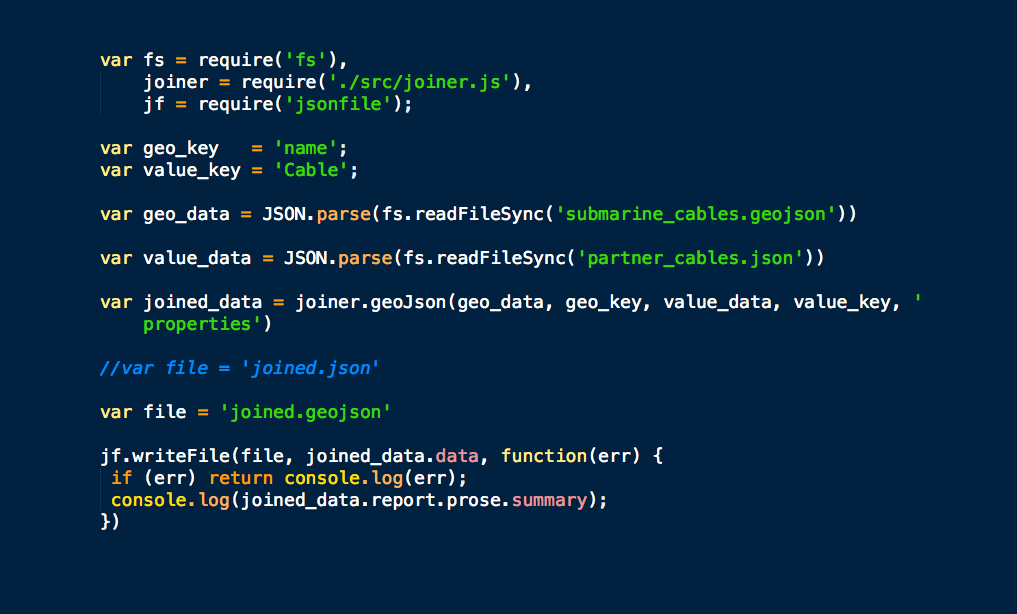 var fs = require('fs'),
    joiner = require('./src/joiner.js'),
    jf = require('jsonfile');

var geo_key   = 'name';
var value_key = 'Cable';

var geo_data = JSON.parse(fs.readFileSync('submarine_cables.geojson'))

var value_data = JSON.parse(fs.readFileSync('partner_cables.json'))

var joined_data = joiner.geoJson(geo_data, geo_key, value_data, value_key, '
    properties')

//var file = 'joined.json'

var file = 'joined.geojson'

jf.writeFile(file, joined_data.data, function(err) {
 if (err) return console.log(err);
 console.log(joined_data.report.prose.summary);
})